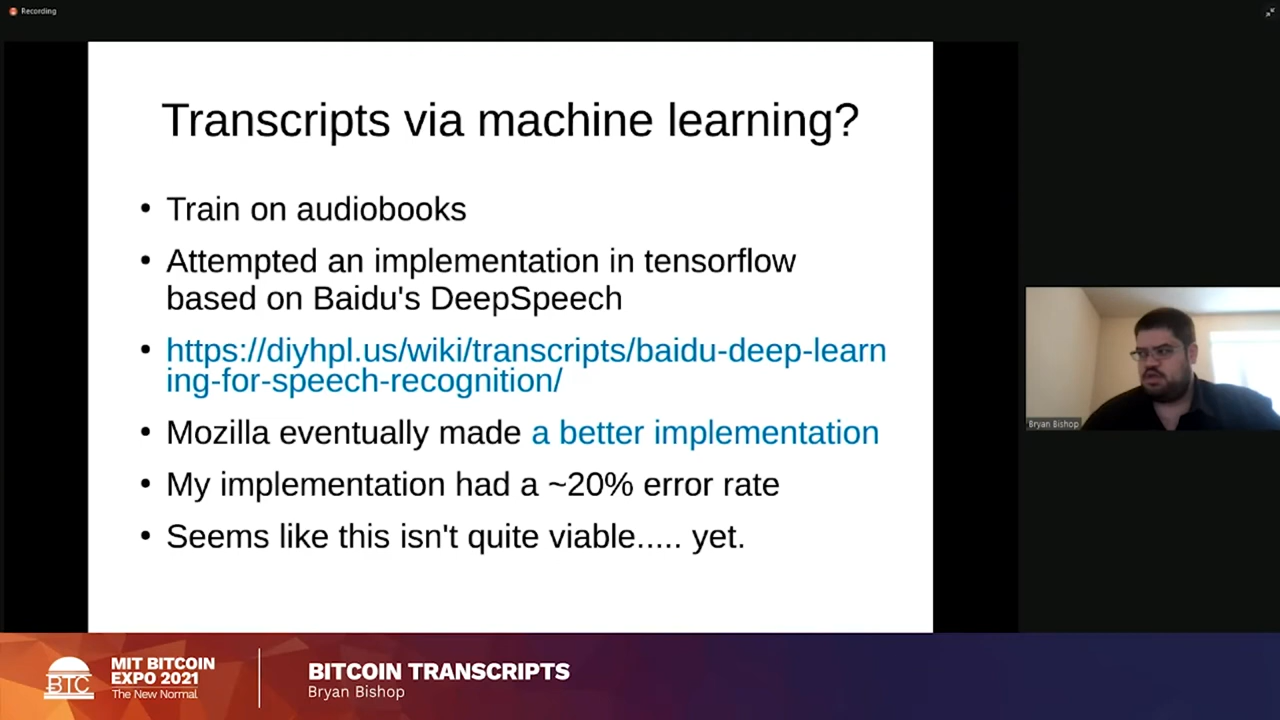 Recording
Transcripts via machine learning?
• Train on audiobooks
• Attempted an implementation in tensorflow
based on Baidu's DeepSpeech
• https://diyhpl.us/wiki/transcripts/baidu-deep-learn
ing-for-speech-recognition/
• Mozilla eventually made a better implementation
• My implementation had a ~20% error rate
• Seems like this isn't quite viable..... yet.
Bryan Bishop
BTC
MIT BITCOIN
EXPO 2021
The New Normal
BITCOIN TRANSCRIPTS
Bryan Bishop